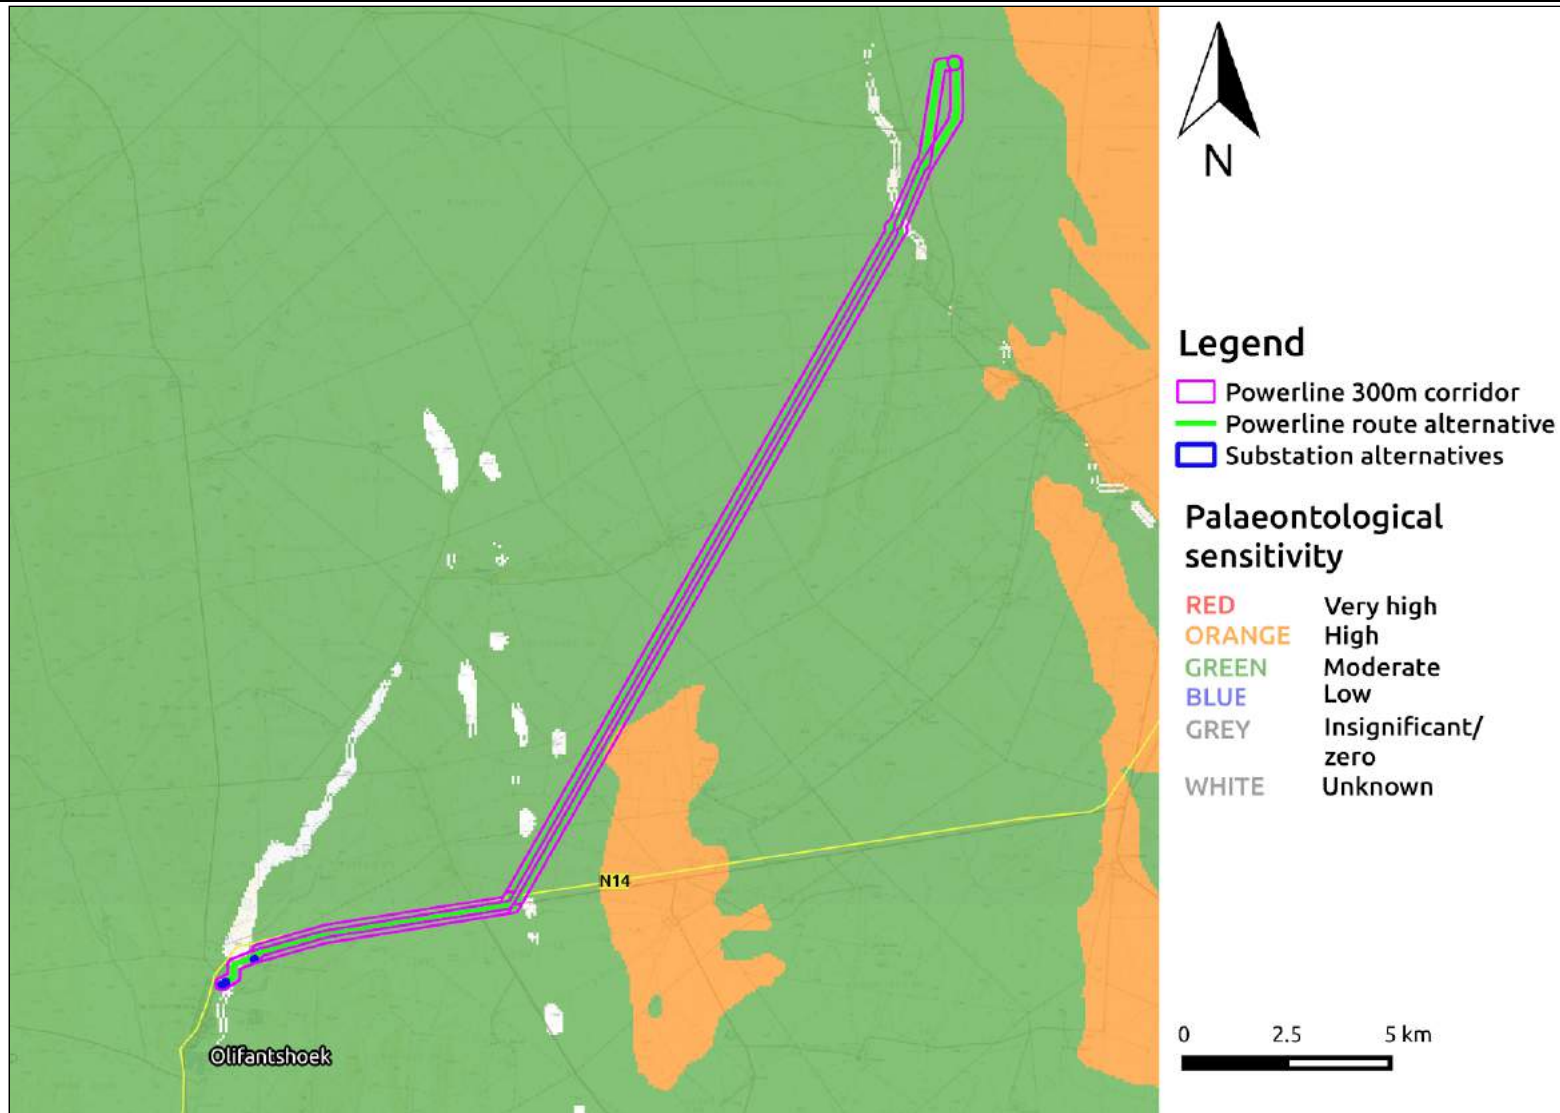 N
Legend
Powerline 300m corridor
Powerline route alternative
Substation alternatives
Palaeontological
sensitivity
RED Very high
ORANGE High
GREEN Moderate
BLUE Low
GREY Insignificant/
zero
WHITE Unknown
N14
Olifantshoek
0 2.5 5 km